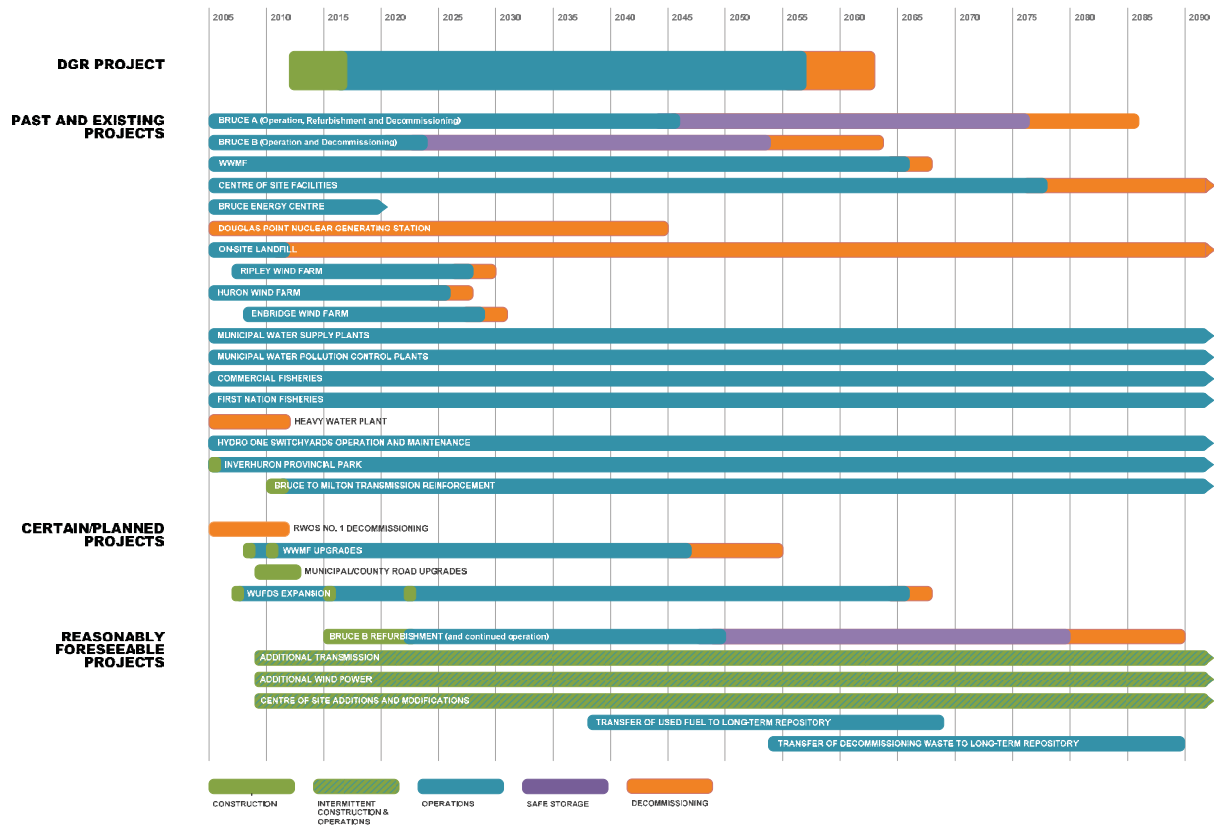 2005 2010 2015 2020 2025 2030 2035 2040 2045 2050 2055 2060 2065 2070 2075 2080 2085 2090
DGR PROJECT
PAST AND EXISTING
PROJECTS
BRUCE A (Operation, Refurbishment and Decommissioning)
BRUCE B (Operation and Decommissioning)
WWMF
CENTRE OF SITE FACILITIES
BRUCE ENERGY CENTRE
DOUGLAS POINT NUCLEAR GENERATING STATION
ON-SITE LANDFILL
RIPLEY WIND FARM
HURON WIND FARM
ENBRIDGE WIND FARM
MUNICIPAL WATER SUPPLY PLANTS
MUNICIPAL WATER POLLUTION CONTROL PLANTS
COMMERCIAL FISHERIES
FIRST NATION FISHERIES
HEAVY WATER PLANT
HYDRO ONE SWITCHYARDS OPERATION AND MAINTENANCE
INVERHURON PROVINCIAL PARK
BRUCE TO MILTON TRANSMISSION REINFORCEMENT
CERTAIN/PLANNED
PROJECTS
RWOS NO. 1 DECOMMISSIONING
WWMF UPGRADES
MUNICIPAL/COUNTY ROAD UPGRADES
WUFDS EXPANSION
REASONABLY
FORESEEABLE
PROJECTS
BRUCE B REFURBISHMENT (and continued operation)
ADDITIONAL TRANSMISSION
ADDITIONAL WIND POWER
CENTRE OF SITE ADDITIONS AND MODIFICATIONS
TRANSFER OF USED FUEL TO LONG-TERM REPOSITORY
TRANSFER OF DECOMMISSIONING WASTE TO LONG-TERM REPOSITORY
CONSTRUCTION
INTERMITTENT
CONSTRUCTION &
OPERATIONS
OPERATIONS
SAFE STORAGE
DECOMMISSIONING